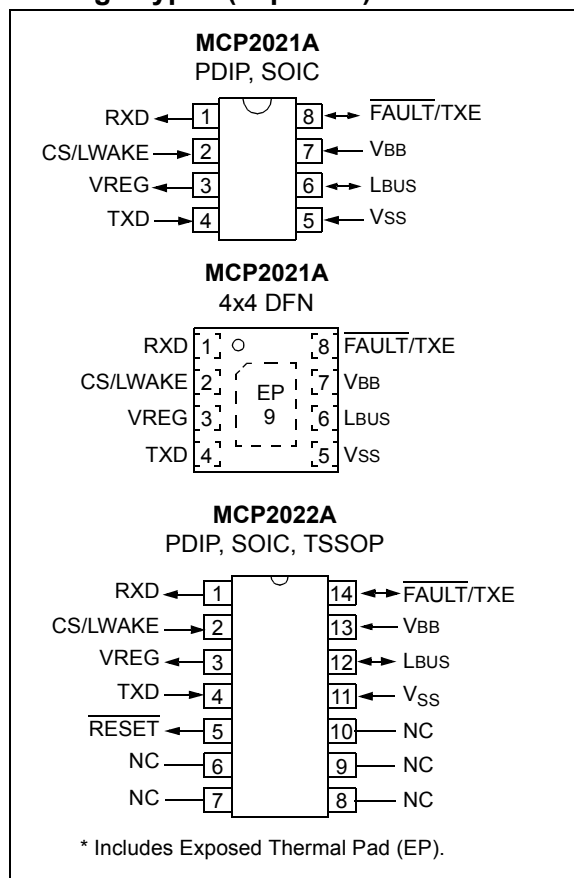 MCP2021A
PDIP, SOIC
RXD 1 8 FAULT/TXE
CS/LWAKE 2 7 VBB
VREG 3 6 LBUS
TXD 4 5 VSS
MCP2021A
4x4 DFN
RXD 1 8 FAULT/TXE
CS/LWAKE 2 EP 7 VBB
VREG 3 9 6 LBUS
TXD 4 5 VSS
MCP2022A
PDIP, SOIC, TSSOP
RXD 1 14 FAULT/TXE
CS/LWAKE 2 13 VBB
VREG 3 12 LBUS
TXD 4 11 VSS
RESET 5 10 NC
NC 6 9 NC
NC 7 8 NC
* Includes Exposed Thermal Pad (EP).